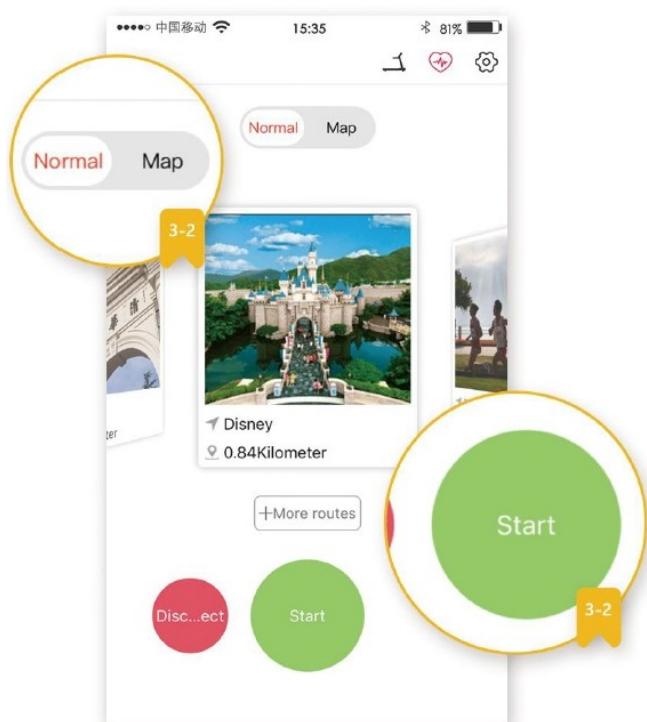 中国移动 15:35 81%
Normal Map
Normal Map
3-2
Disney
0.84Kilometer
+More routes
Disc...ect
Start
Start
3-2